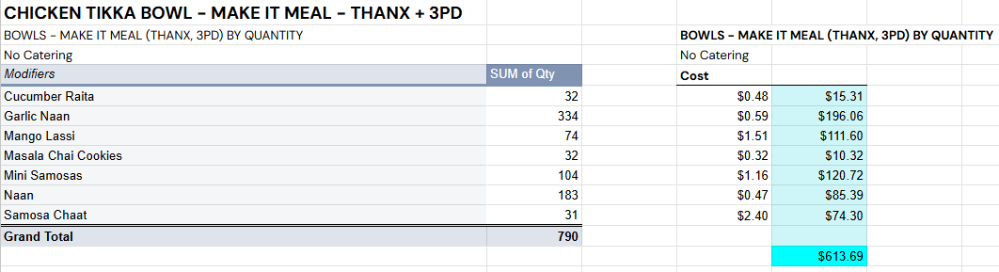 CHICKEN TIKKA BOWL - MAKE IT MEAL - THANX + 3PD
BOWLS - MAKE IT MEAL (THANX, 3PD) BY QUANTITY BOWLS - MAKE IT MEAL (THANX, 3PD) BY QUANTITY
No Catering No Catering
Modifiers SUM of Qty Cost
Cucumber Raita 32 $0.48 $15.31
Garlic Naan 334 $0.59 $196.06
Mango Lassi 74 $1.51 $111.60
Masala Chai Cookies 32 $0.32 $10.32
Mini Samosas 104 $1.16 $120.72
Naan 183 $0.47 $85.39
Samosa Chaat 31 $2.40 $74.30
Grand Total 790
$613.69